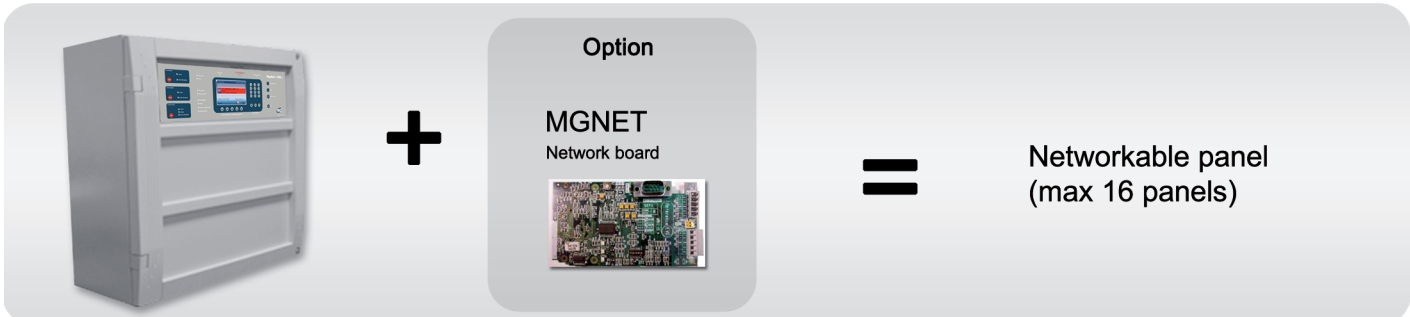 Option
MGNET
Network board
Networkable panel
(max 16 panels)